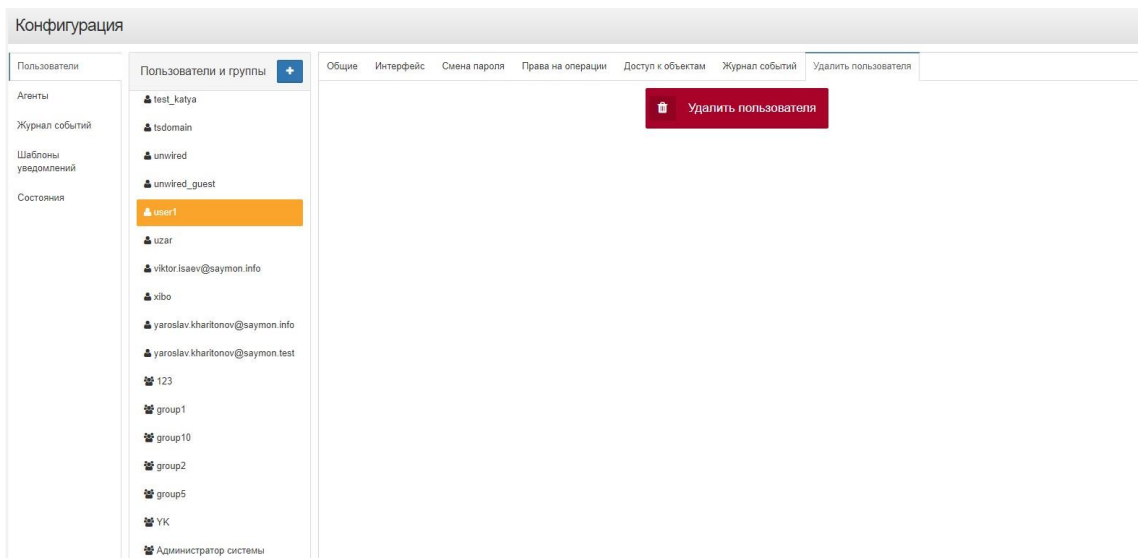 Конфигурация
Пользователи
Агенты
Журнал событий
Шаблоны
уведомлений
Состояния
Пользователи и группы
test_katya
tsdomain
unwired
unwired_guest
user1
uzar
viktor.isaev@saymon.info
xibo
yaroslav.kharitonov@saymon.info
yaroslav.kharitonov@saymon.test
123
group1
group10
group2
group5
YK
Администратор системы
Общие Интерфейс Смена пароля Права на операции Доступ к объектам Журнал событий Удалить пользователя
Удалить пользователя